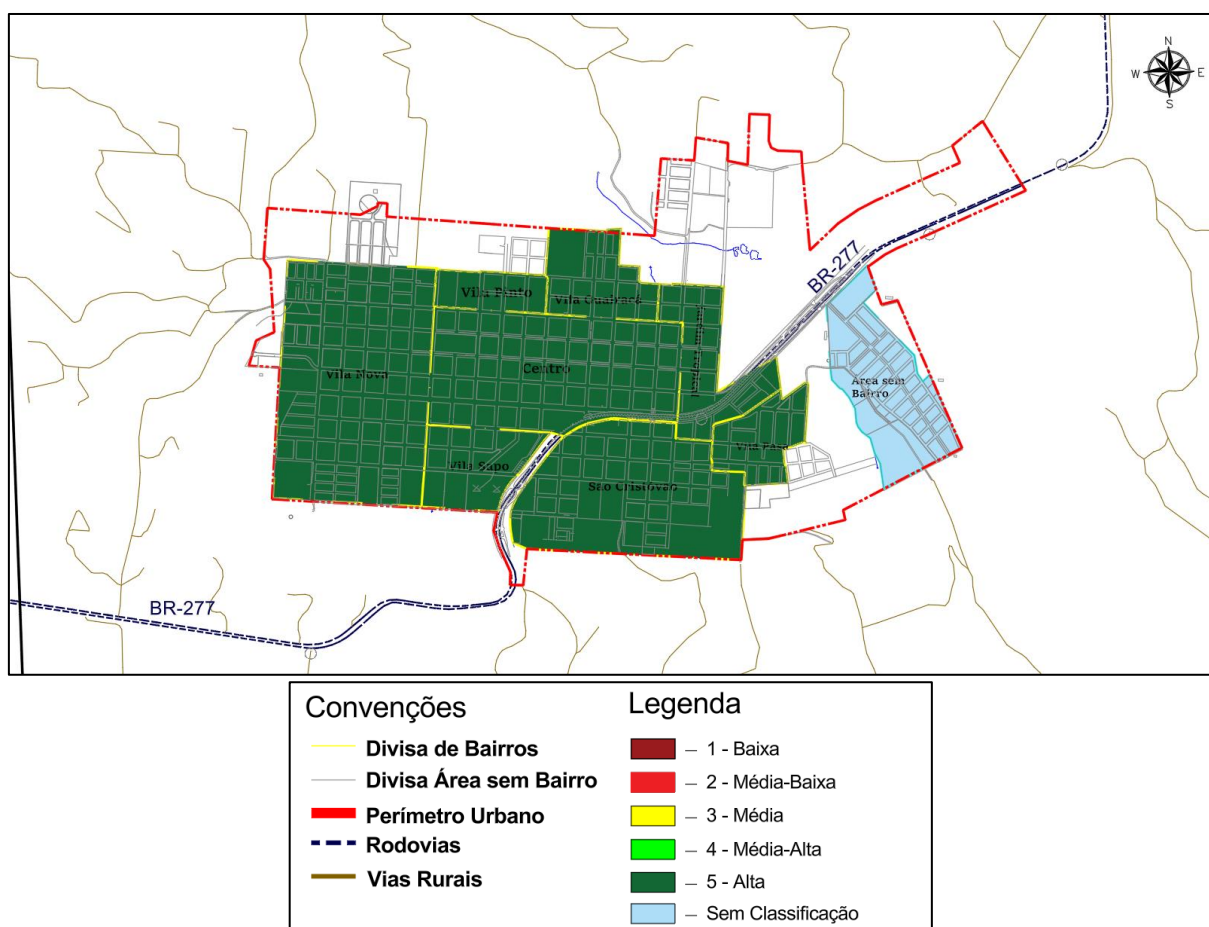 N
W
E
S
BR-277
Vila Pinto
Vila Guairacá
Centro
Vila Nova
Área sem
Bairro
Vila Sapo
São Cristóvão
BR-277
Convenções
Divisa de Bairros
Divisa Área sem Bairro
Perímetro Urbano
Rodovias
Vias Rurais
Legenda
– 1 - Baixa
– 2 - Média-Baixa
– 3 - Média
– 4 - Média-Alta
– 5 - Alta
– Sem Classificação